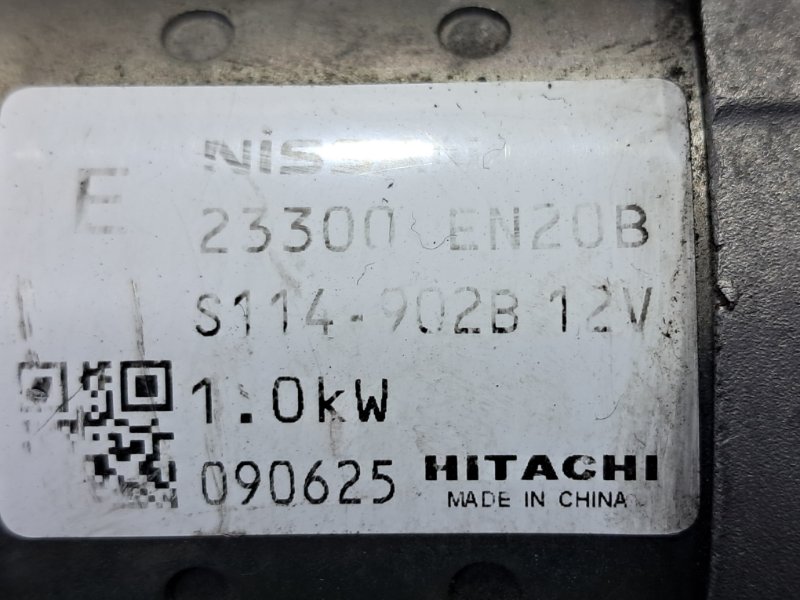 NISSAN
E
23300 EN20B
S114-902B 12V
1.0kW
090625 HITACHI
MADE IN CHINA